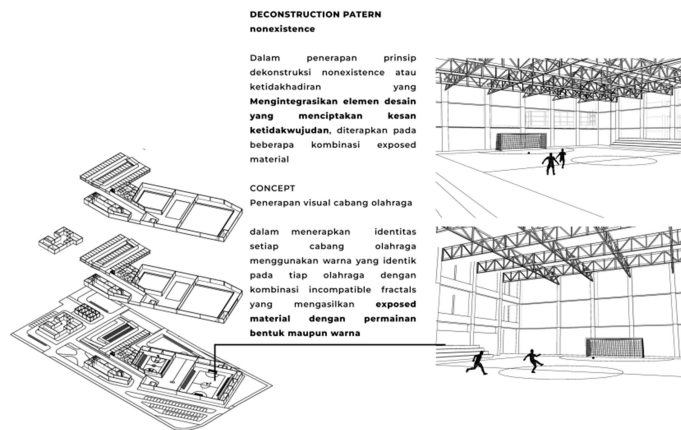 DECONSTRUCTION PATERN
nonexistence
Dalam penerapan prinsip
dekonstruksi nonexistence atau
ketidakhadiran yang
Mengintegrasikan elemen desain
yang menciptakan kesan
ketidakwujudan, diterapkan pada
beberapa kombinasi exposed
material
CONCEPT
Penerapan visual cabang olahraga
dalam menerapkan identitas
setiap cabang olahraga
menggunakan warna yang identik
pada tiap olahraga dengan
kombinasi incompatible fractals
yang mengasilkan exposed
material dengan permainan
bentuk maupun warna